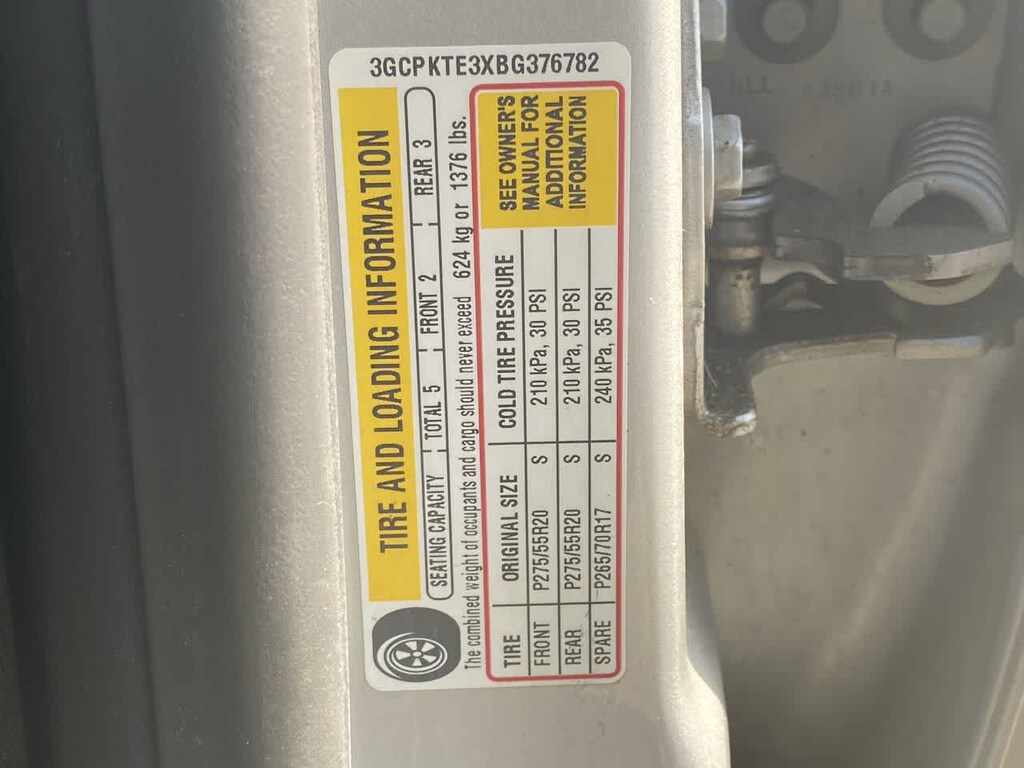 3GCPKTE3XBG376782
TIRE AND LOADING INFORMATION
SEATING CAPACITY TOTAL 5 FRONT 2 REAR 3
The combined weight of occupants and cargo should never exceed 624 kg or 1376 lbs.
TIRE ORIGINAL SIZE COLD TIRE PRESSURE
FRONT P275/55R20 S 210 kPa, 30 PSI
REAR P275/55R20 S 210 kPa, 30 PSI
SPARE P265/70R17 S 240 kPa, 35 PSI
SEE OWNER'S
MANUAL FOR
ADDITIONAL
INFORMATION